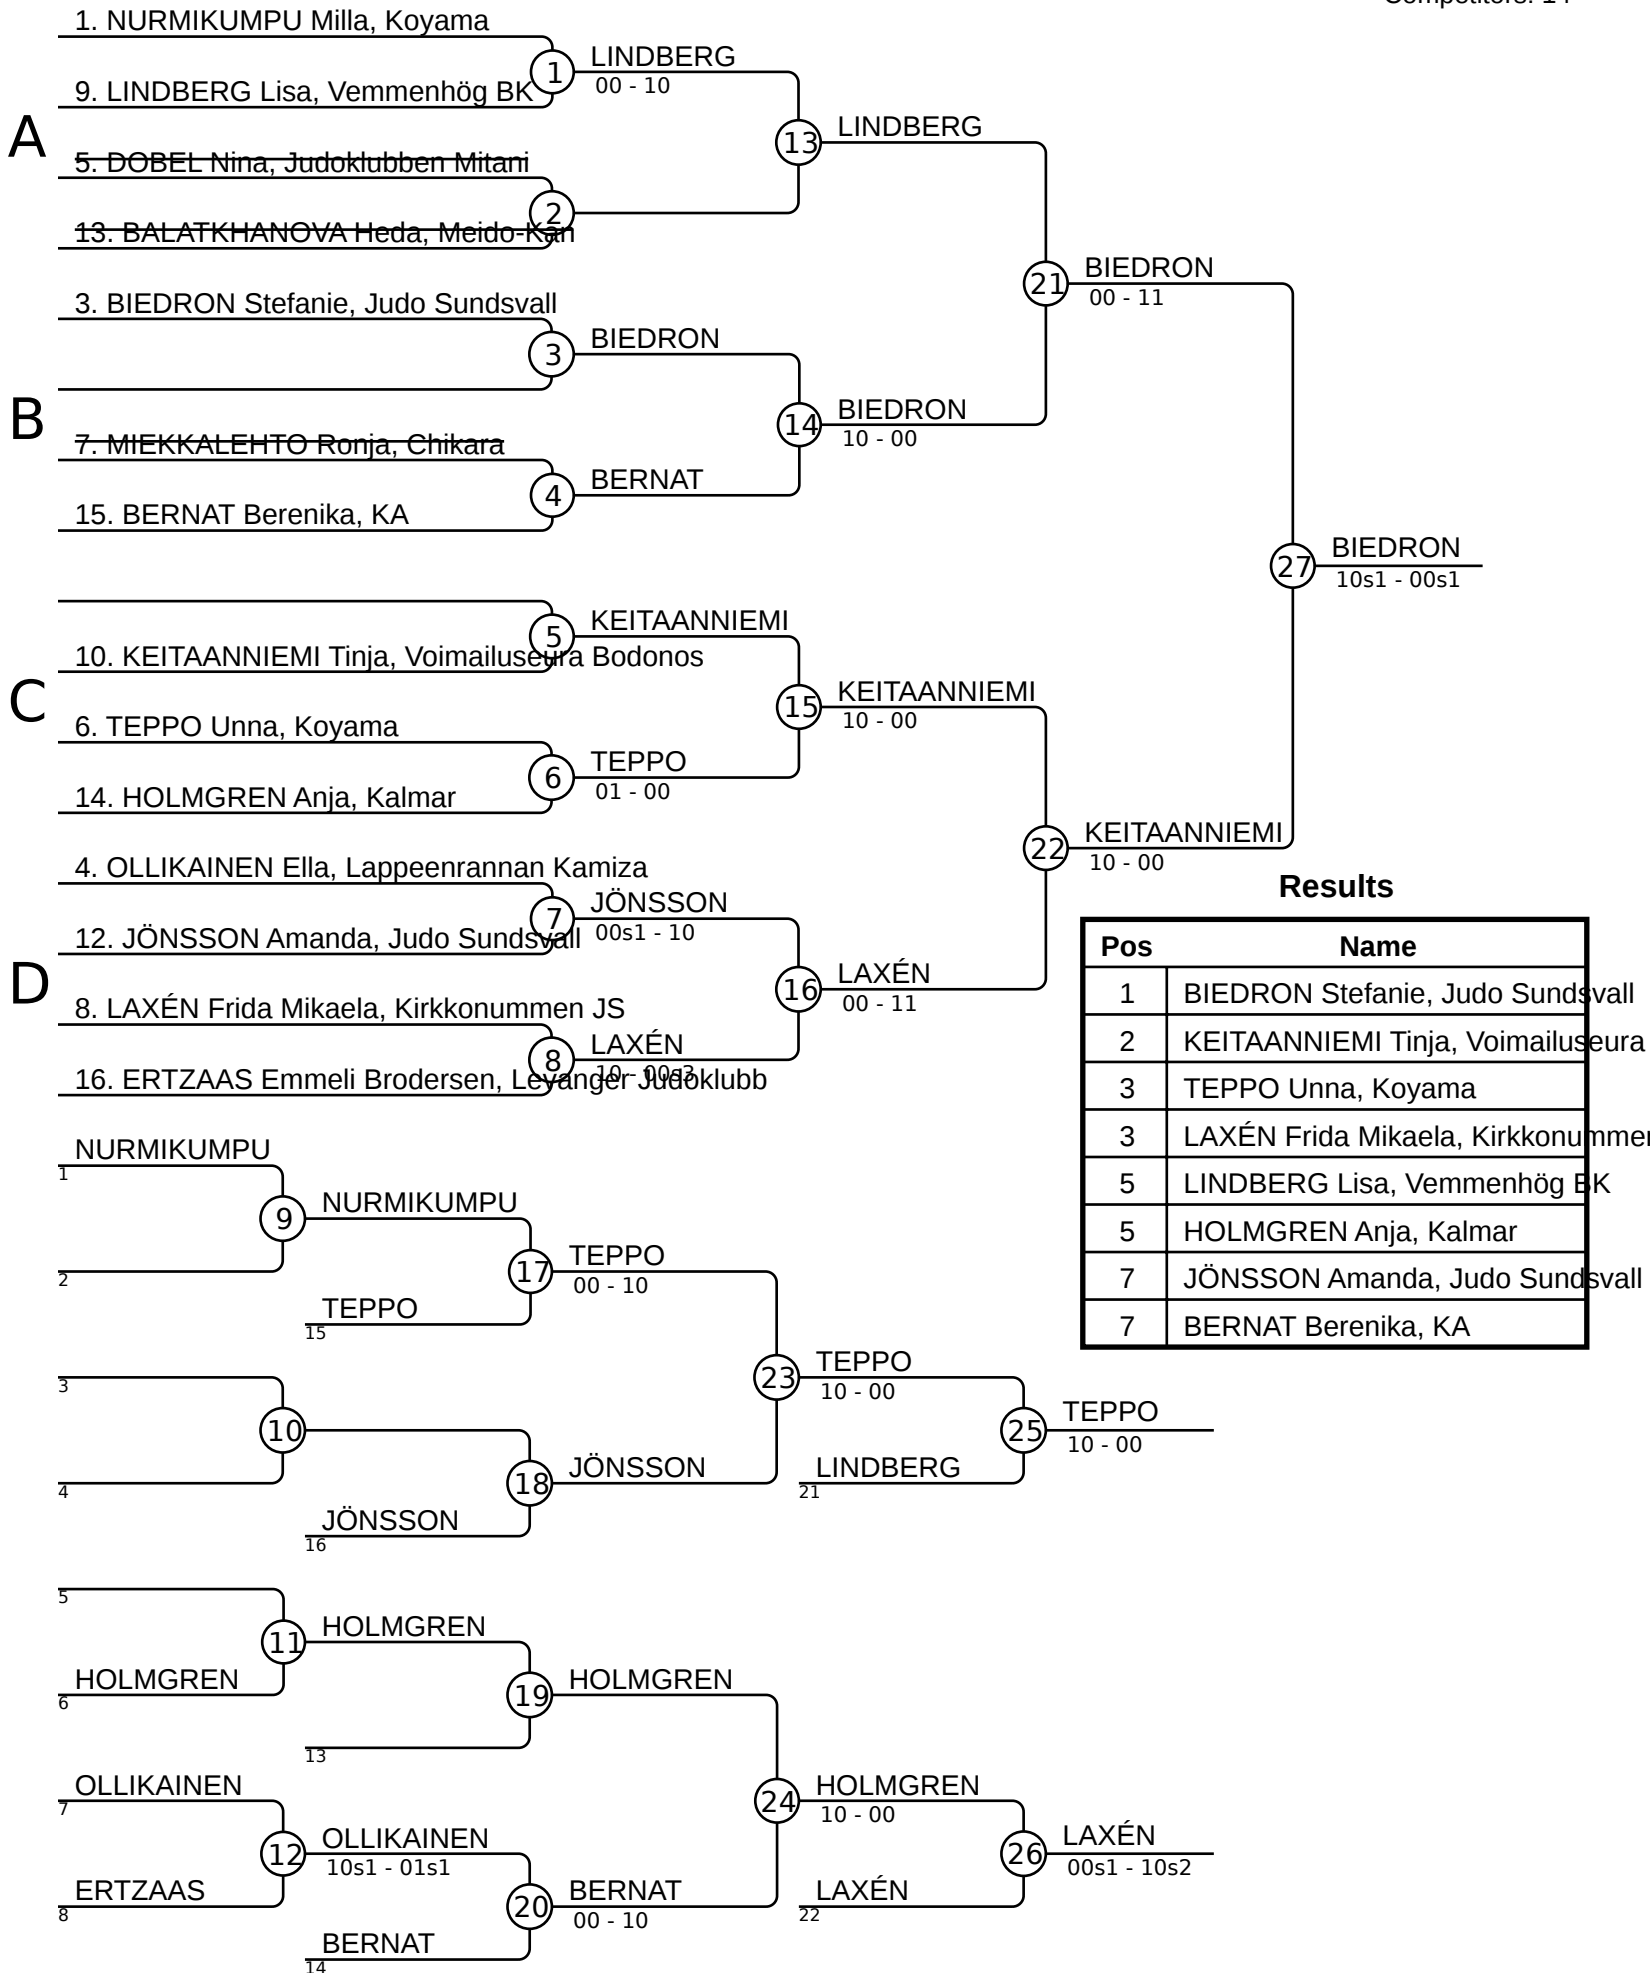 Competitors: 14
1. NURMIKUMPU Milla, Koyama
1
LINDBERG
00 - 10
9. LINDBERG Lisa, Vemmenhög BK
A
13
LINDBERG
5. DOBEL Nina, Judoklubben Mitani
2
13. BALATKHANOVA Heda, Meido-Kan
21
BIEDRON
00 - 11
3. BIEDRON Stefanie, Judo Sundsvall
3
BIEDRON
B
14
BIEDRON
10 - 00
7. MIEKKALEHTO Ronja, Chikara
4
BERNAT
15. BERNAT Berenika, KA
27
BIEDRON
10s1 - 00s1
5
KEITAANNIEMI
10. KEITAANNIEMI Tinja, Voimailuseura Bodonos
C
15
KEITAANNIEMI
10 - 00
6. TEPPO Unna, Koyama
6
TEPPO
01 - 00
14. HOLMGREN Anja, Kalmar
22
KEITAANNIEMI
10 - 00
4. OLLIKAINEN Ella, Lappeenrannan Kamiza
7
JÖNSSON
00s1 - 10
12. JÖNSSON Amanda, Judo Sundsvall
D
16
LAXÉN
00 - 11
8. LAXÉN Frida Mikaela, Kirkkonummen JS
8
LAXÉN
16. ERTZAAS Emmeli Brodersen, Levanger Judoklubb
Results
Pos Name
1 BIEDRON Stefanie, Judo Sundsvall
2 KEITAANNIEMI Tinja, Voimailuseura
3 TEPPO Unna, Koyama
3 LAXÉN Frida Mikaela, Kirkkonummen
5 LINDBERG Lisa, Vemmenhög BK
5 HOLMGREN Anja, Kalmar
7 JÖNSSON Amanda, Judo Sundsvall
7 BERNAT Berenika, KA
NURMIKUMPU
1
9
NURMIKUMPU
2
17
TEPPO
00 - 10
TEPPO
15
23
TEPPO
10 - 00
3
10
4
18
JÖNSSON
JÖNSSON
16
25
TEPPO
10 - 00
LINDBERG
21
5
11
HOLMGREN
HOLMGREN
6
19
HOLMGREN
13
24
HOLMGREN
10 - 00
OLLIKAINEN
7
12
OLLIKAINEN
10s1 - 01s1
ERTZAAS
8
20
BERNAT
00 - 10
BERNAT
14
26
LAXÉN
00s1 - 10s2
LAXÉN
22